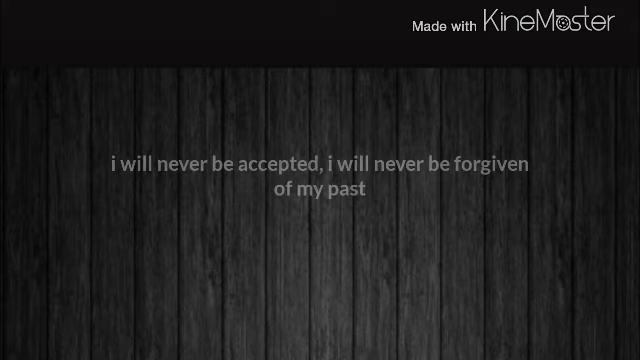 Made with KineMaster
i will never be accepted, i will never be forgiven
of my past